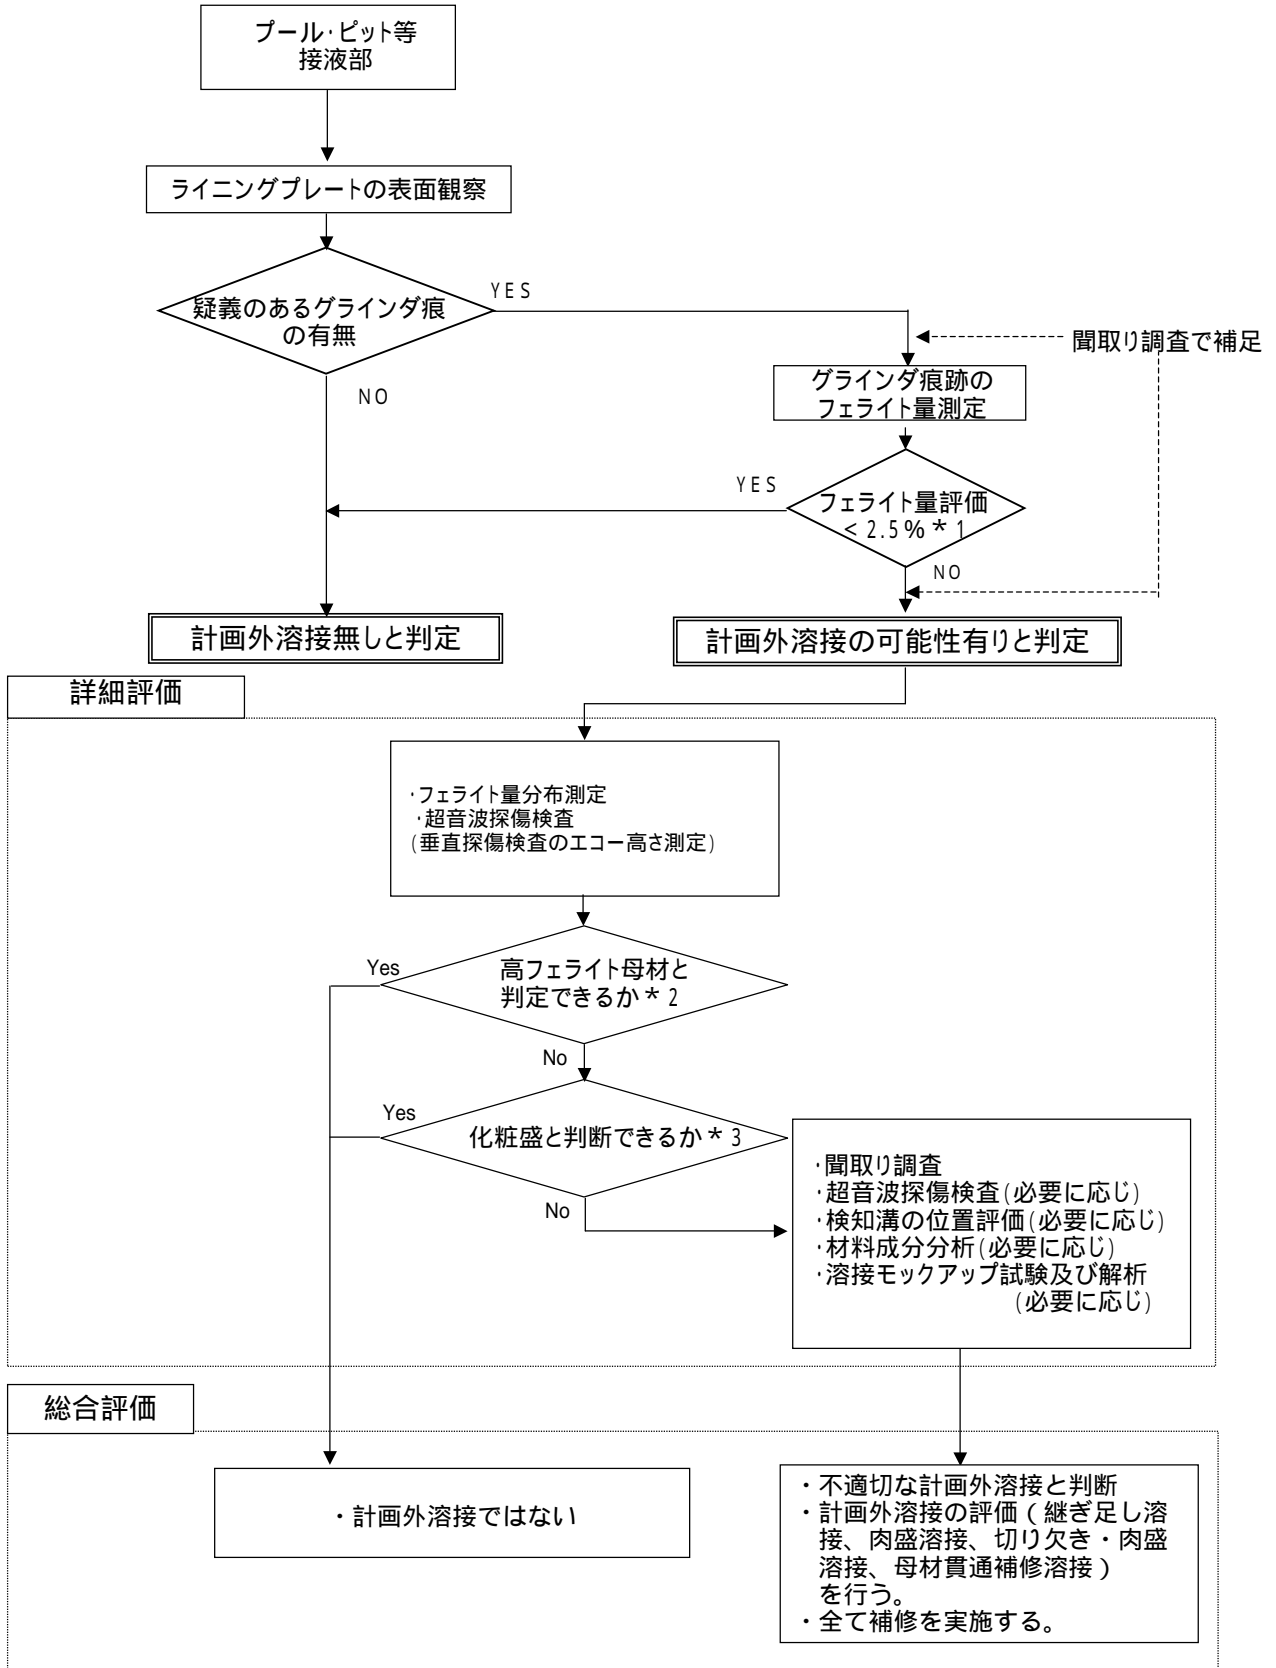 プール・ピット等
接液部
ライニングプレートの表面観察
疑義のあるグラインダ痕
の有無
YES
NO
聞取り調査で補足
グラインダ痕跡の
フェライト量測定
フェライト量評価
<2.5%*1
YES
NO
計画外溶接無しと判定
計画外溶接の可能性有りと判定
詳細評価
・フェライト量分布測定
・超音波探傷検査
(垂直探傷検査のエコー高さ測定)
高フェライト母材と
判定できるか*2
Yes
No
化粧盛と判断できるか*3
Yes
No
・聞取り調査
・超音波探傷検査(必要に応じ)
・検知溝の位置評価(必要に応じ)
・材料成分分析(必要に応じ)
・溶接モックアップ試験及び解析
(必要に応じ)
総合評価
・計画外溶接ではない
・不適切な計画外溶接と判断
・計画外溶接の評価(継ぎ足し溶
接、肉盛溶接、切り欠き・肉盛
溶接、母材貫通補修溶接)
を行う。
・全て補修を実施する。